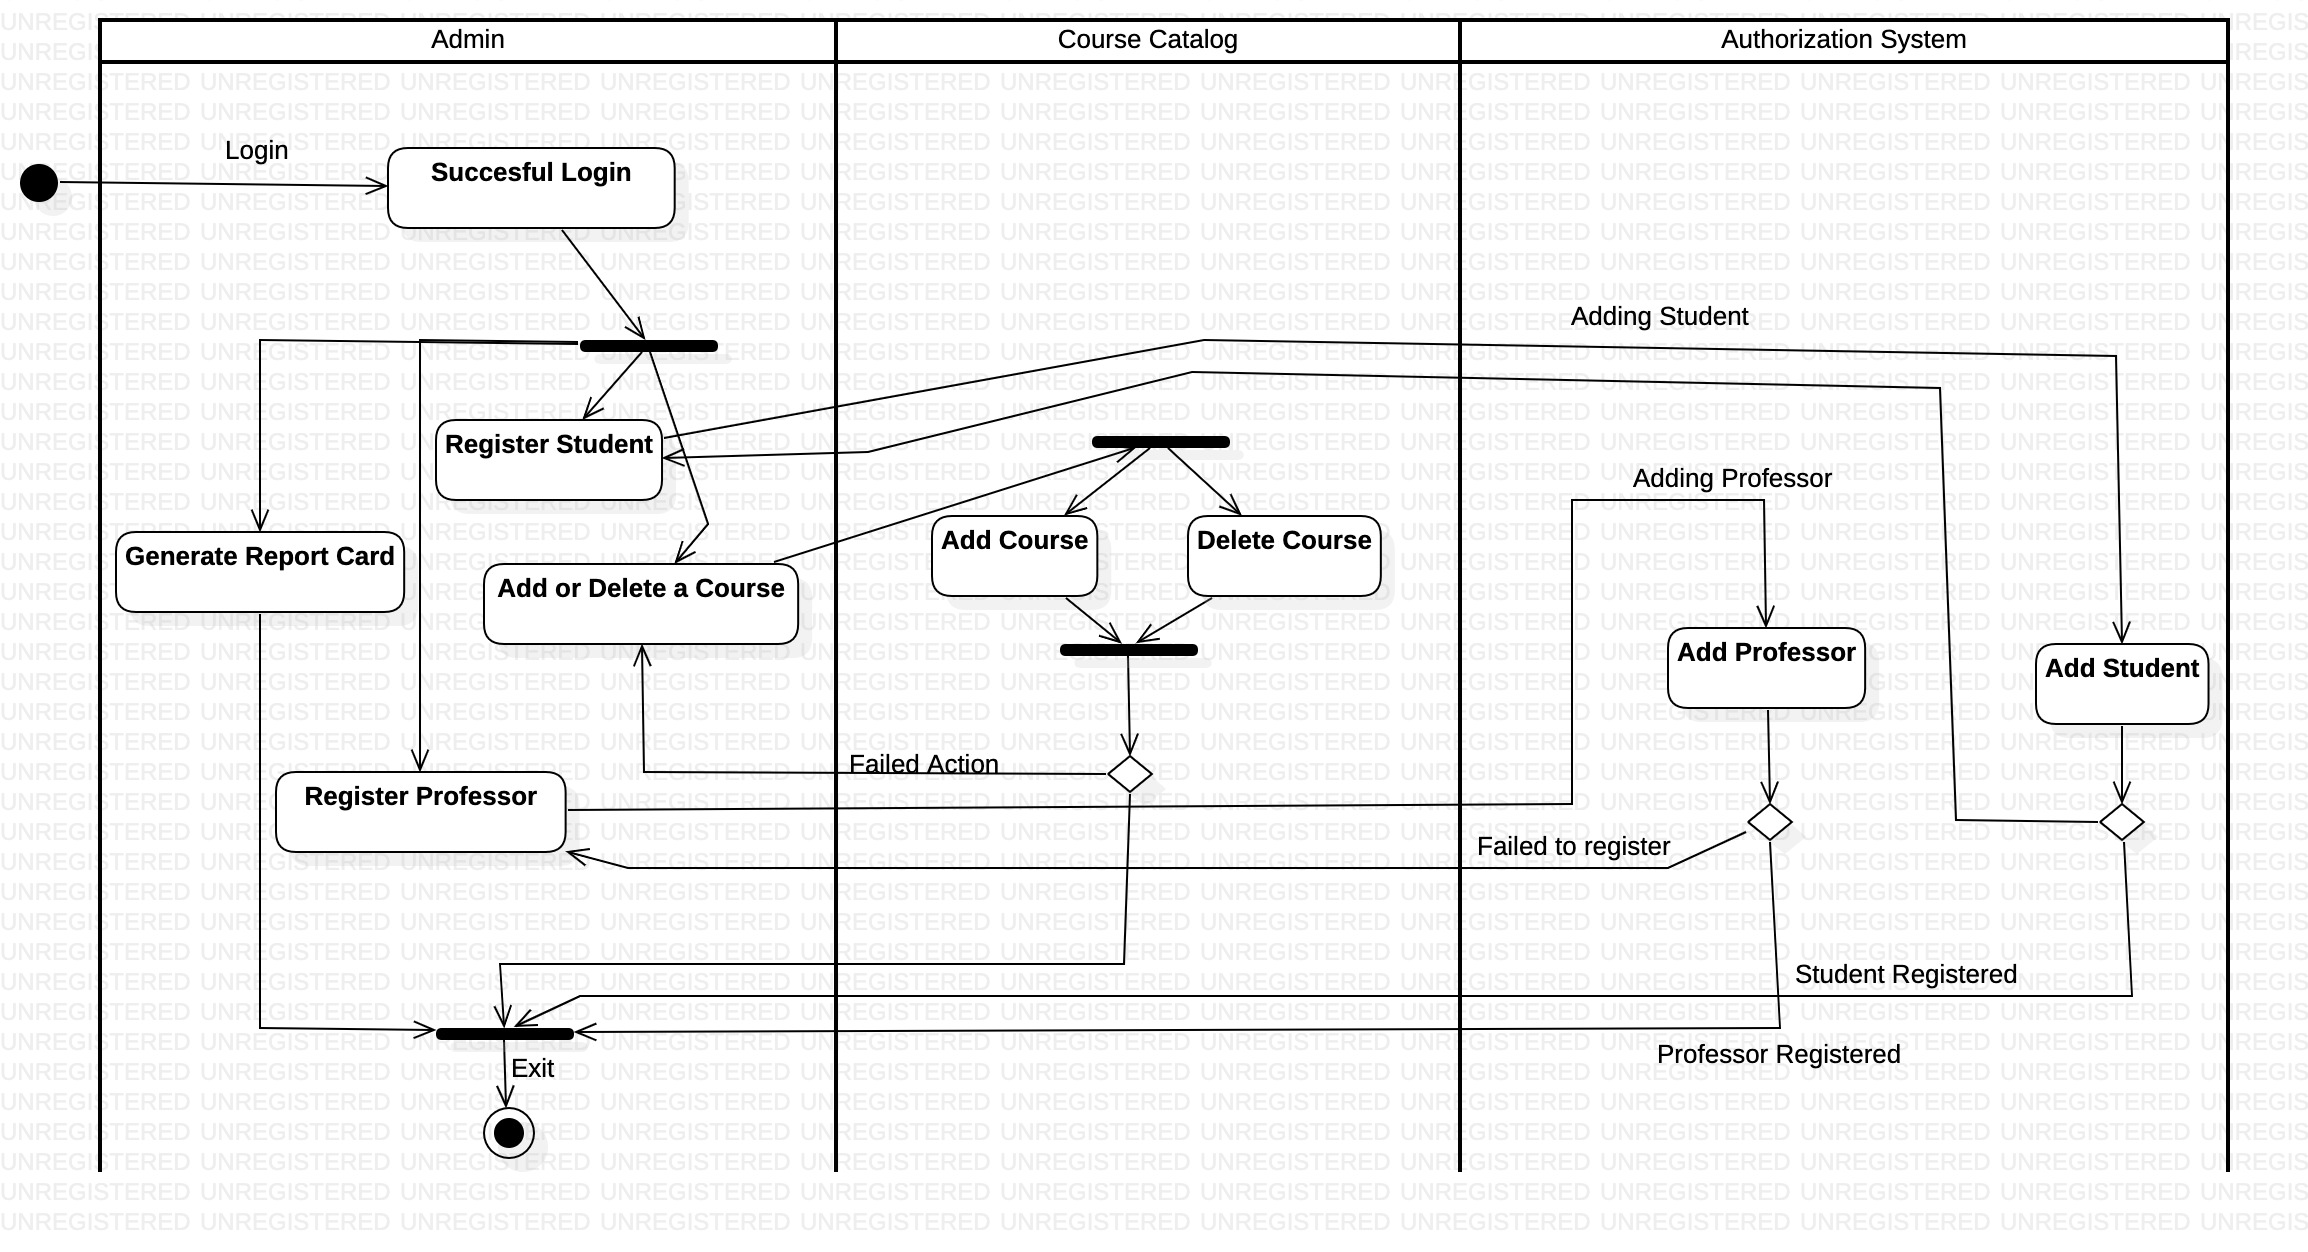 Admin
Course Catalog
Authorization System
Login
Succesful Login
Adding Student
Register Student
Adding Professor
Generate Report Card
Add or Delete a Course
Add Course
Delete Course
Add Professor
Add Student
Failed Action
Register Professor
Failed to register
Student Registered
Professor Registered
Exit
UNREGISTERED